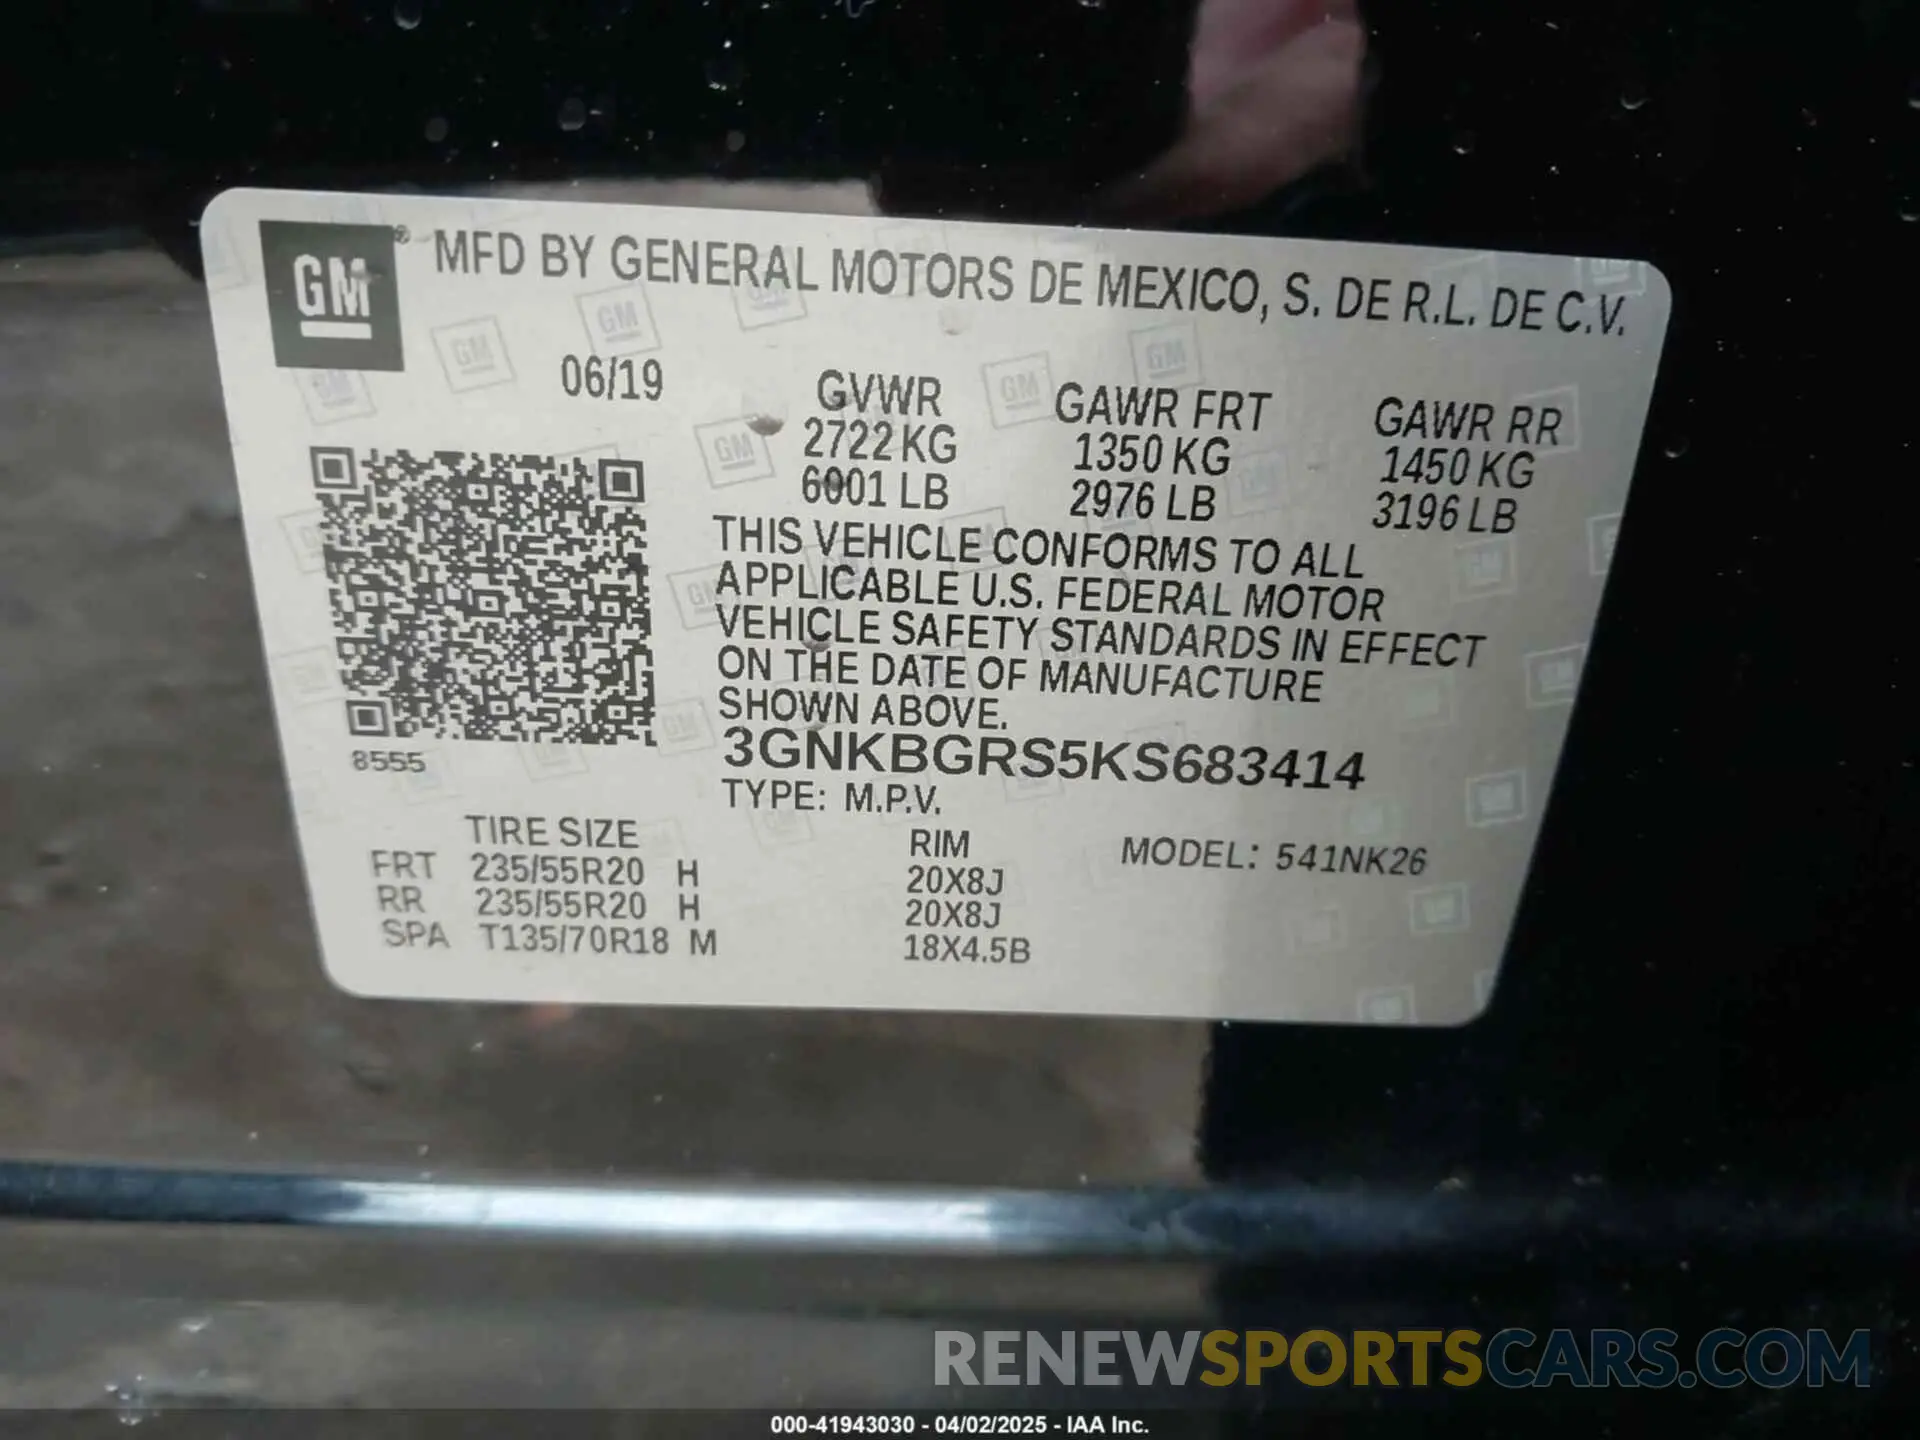 GM® MFD BY GENERAL MOTORS DE MEXICO, S. DE R.L. DE C.V.
06/19 GVWR GAWR FRT GAWR RR
2722 KG 1350 KG 1450 KG
6001 LB 2976 LB 3196 LB
THIS VEHICLE CONFORMS TO ALL
APPLICABLE U.S. FEDERAL MOTOR
VEHICLE SAFETY STANDARDS IN EFFECT
ON THE DATE OF MANUFACTURE
SHOWN ABOVE.
8555
3GNKBGRS5KS683414
TYPE: M.P.V.
TIRE SIZE RIM MODEL: 541NK26
FRT 235/55R20 H 20X8J
RR 235/55R20 H 20X8J
SPA T135/70R18 M 18X4.5B
RENEWSPORTSCARS.COM
000-41943030 - 04/02/2025 - IAA Inc.